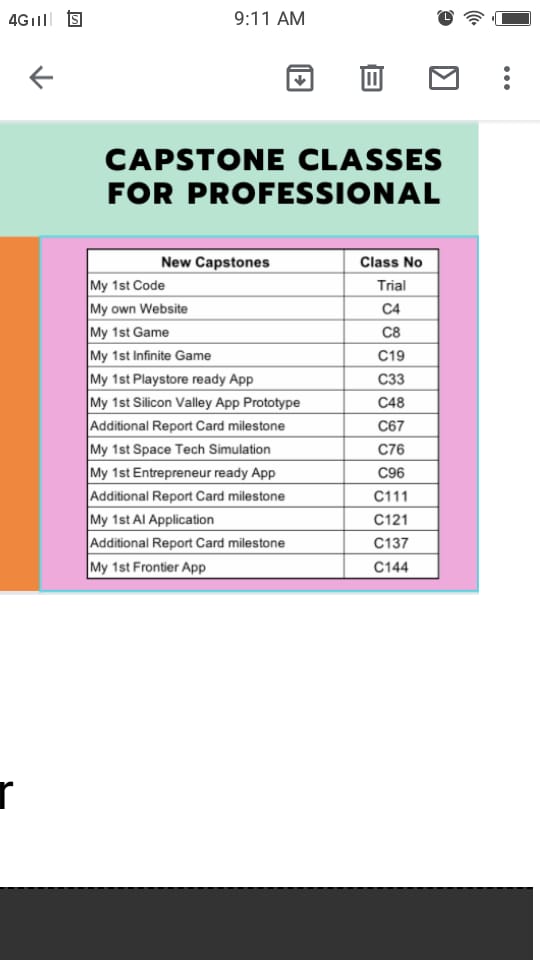 4G 9:11 AM
CAPSTONE CLASSES
FOR PROFESSIONAL
New Capstones Class No
My 1st Code Trial
My own Website C4
My 1st Game C8
My 1st Infinite Game C19
My 1st Playstore ready App C33
My 1st Silicon Valley App Prototype C48
Additional Report Card milestone C67
My 1st Space Tech Simulation C76
My 1st Entrepreneur ready App C96
Additional Report Card milestone C111
My 1st AI Application C121
Additional Report Card milestone C137
My 1st Frontier App C144
r